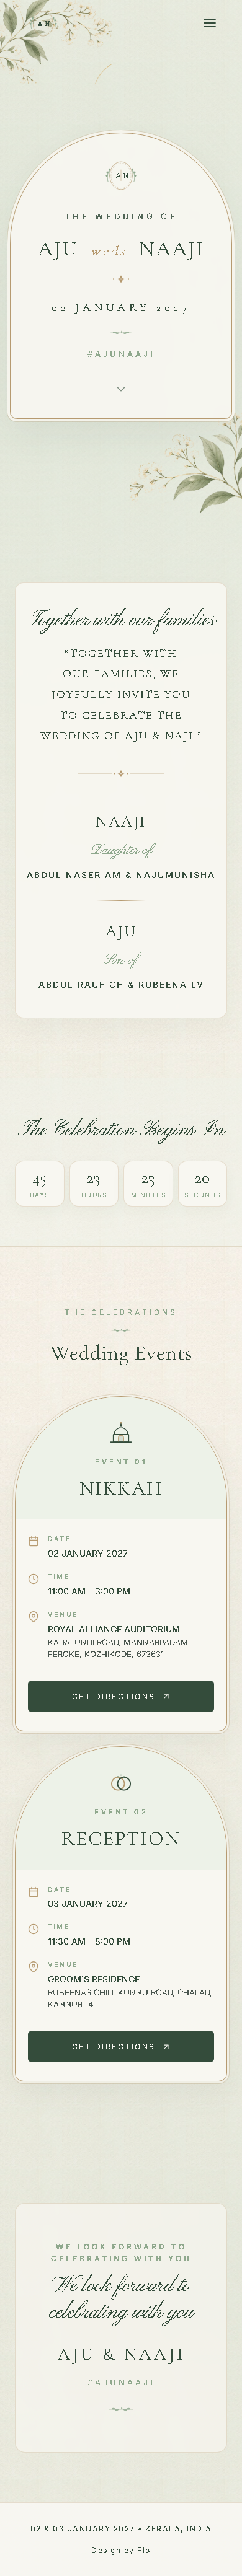 AN
AN
THE WEDDING OF
AJU weds NAAJI
02 JANUARY 2027
#AJUNAAJI
Together with our families
"TOGETHER WITH
OUR FAMILIES, WE
JOYFULLY INVITE YOU
TO CELEBRATE THE
WEDDING OF AJU & NAJI."
NAAJI
Daughter of
ABDUL NASER AM & NAJUMUNISHA
AJU
Son of
ABDUL RAUF CH & RUBEENA LV
The Celebration Begins In
45 23 23 20
DAYS HOURS MINUTES SECONDS
THE CELEBRATIONS
Wedding Events
EVENT 01
NIKKAH
DATE
02 JANUARY 2027
TIME
11:00 AM – 3:00 PM
VENUE
ROYAL ALLIANCE AUDITORIUM
KADALUNDI ROAD, MANNARPADAM,
FEROKE, KOZHIKODE, 673631
GET DIRECTIONS
EVENT 02
RECEPTION
DATE
03 JANUARY 2027
TIME
11:30 AM – 8:00 PM
VENUE
GROOM'S RESIDENCE
RUBEENAS CHILLIKUNNU ROAD, CHALAD,
KANNUR 14
GET DIRECTIONS
WE LOOK FORWARD TO
CELEBRATING WITH YOU
We look forward to
celebrating with you
AJU & NAAJI
#AJUNAAJI
02 & 03 JANUARY 2027 • KERALA, INDIA
Design by Flo